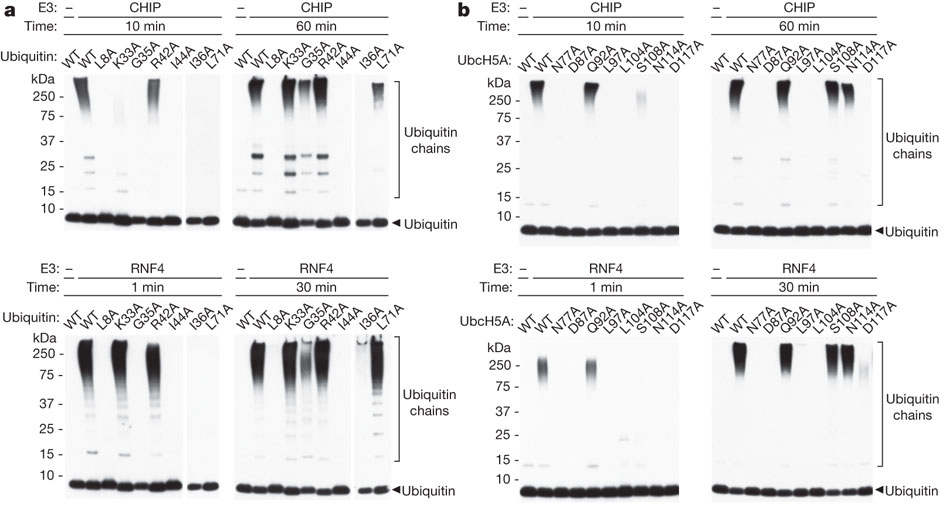 a
E3: – CHIP – CHIP
Time: 10 min 60 min
Ubiquitin: WT WT L8A K33A G35A R42A I44A I36A L71A WT WT L8A K33A G35A R42A I44A I36A L71A
kDa
250 -
75 -
37 -
25 -
15 -
10 -
Ubiquitin
chains
Ubiquitin
E3: – RNF4 – RNF4
Time: 1 min 30 min
Ubiquitin: WT WT L8A K33A G35A R42A I44A I36A L71A WT WT L8A K33A G35A R42A I44A I36A L71A
kDa
250 -
75 -
37 -
25 -
15 -
10 -
Ubiquitin
chains
Ubiquitin
b
E3: – CHIP – CHIP
Time: 10 min 60 min
UbcH5A: WT WT N77A D87A Q92A L97A L104A S108A N114A D117A WT WT N77A D87A Q92A L97A L104A S108A N114A D117A
kDa
250 -
75 -
37 -
25 -
15 -
10 -
Ubiquitin
chains
Ubiquitin
E3: – RNF4 – RNF4
Time: 1 min 30 min
UbcH5A: WT WT N77A D87A Q92A L97A L104A S108A N114A D117A WT WT N77A D87A Q92A L97A L104A S108A N114A D117A
kDa
250 -
75 -
37 -
25 -
15 -
10 -
Ubiquitin
chains
Ubiquitin